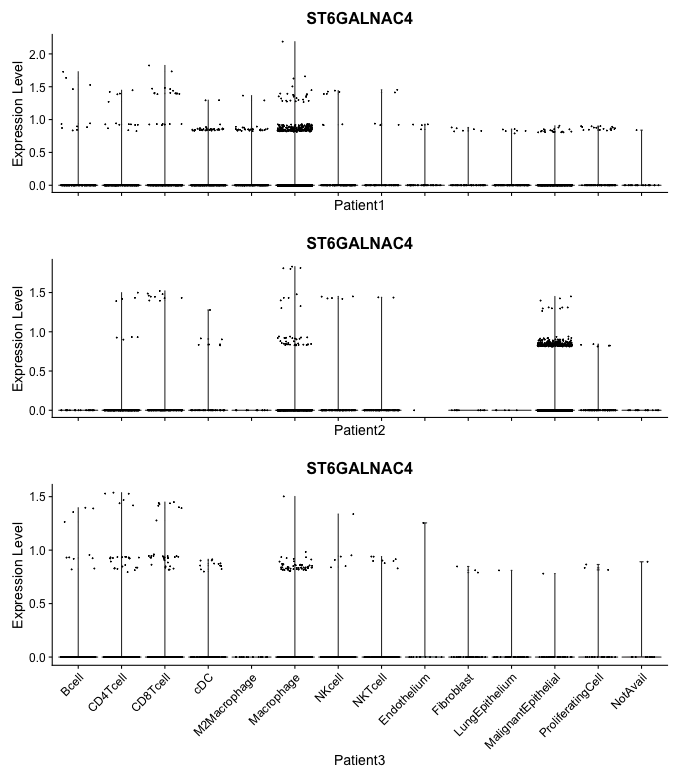 ST6GALNAC4
Expression Level
2.0
1.5
1.0
0.5
0.0
Patient1
ST6GALNAC4
Expression Level
1.5
1.0
0.5
0.0
Patient2
ST6GALNAC4
Expression Level
1.5
1.0
0.5
0.0
Bcell
CD4Tcell
CD8Tcell
cDC
M2Macrophage
Macrophage
NKcell
NKTcell
Endothelium
Fibroblast
LungEpithelium
MalignantEpithelial
ProliferatingCell
NotAvail
Patient3